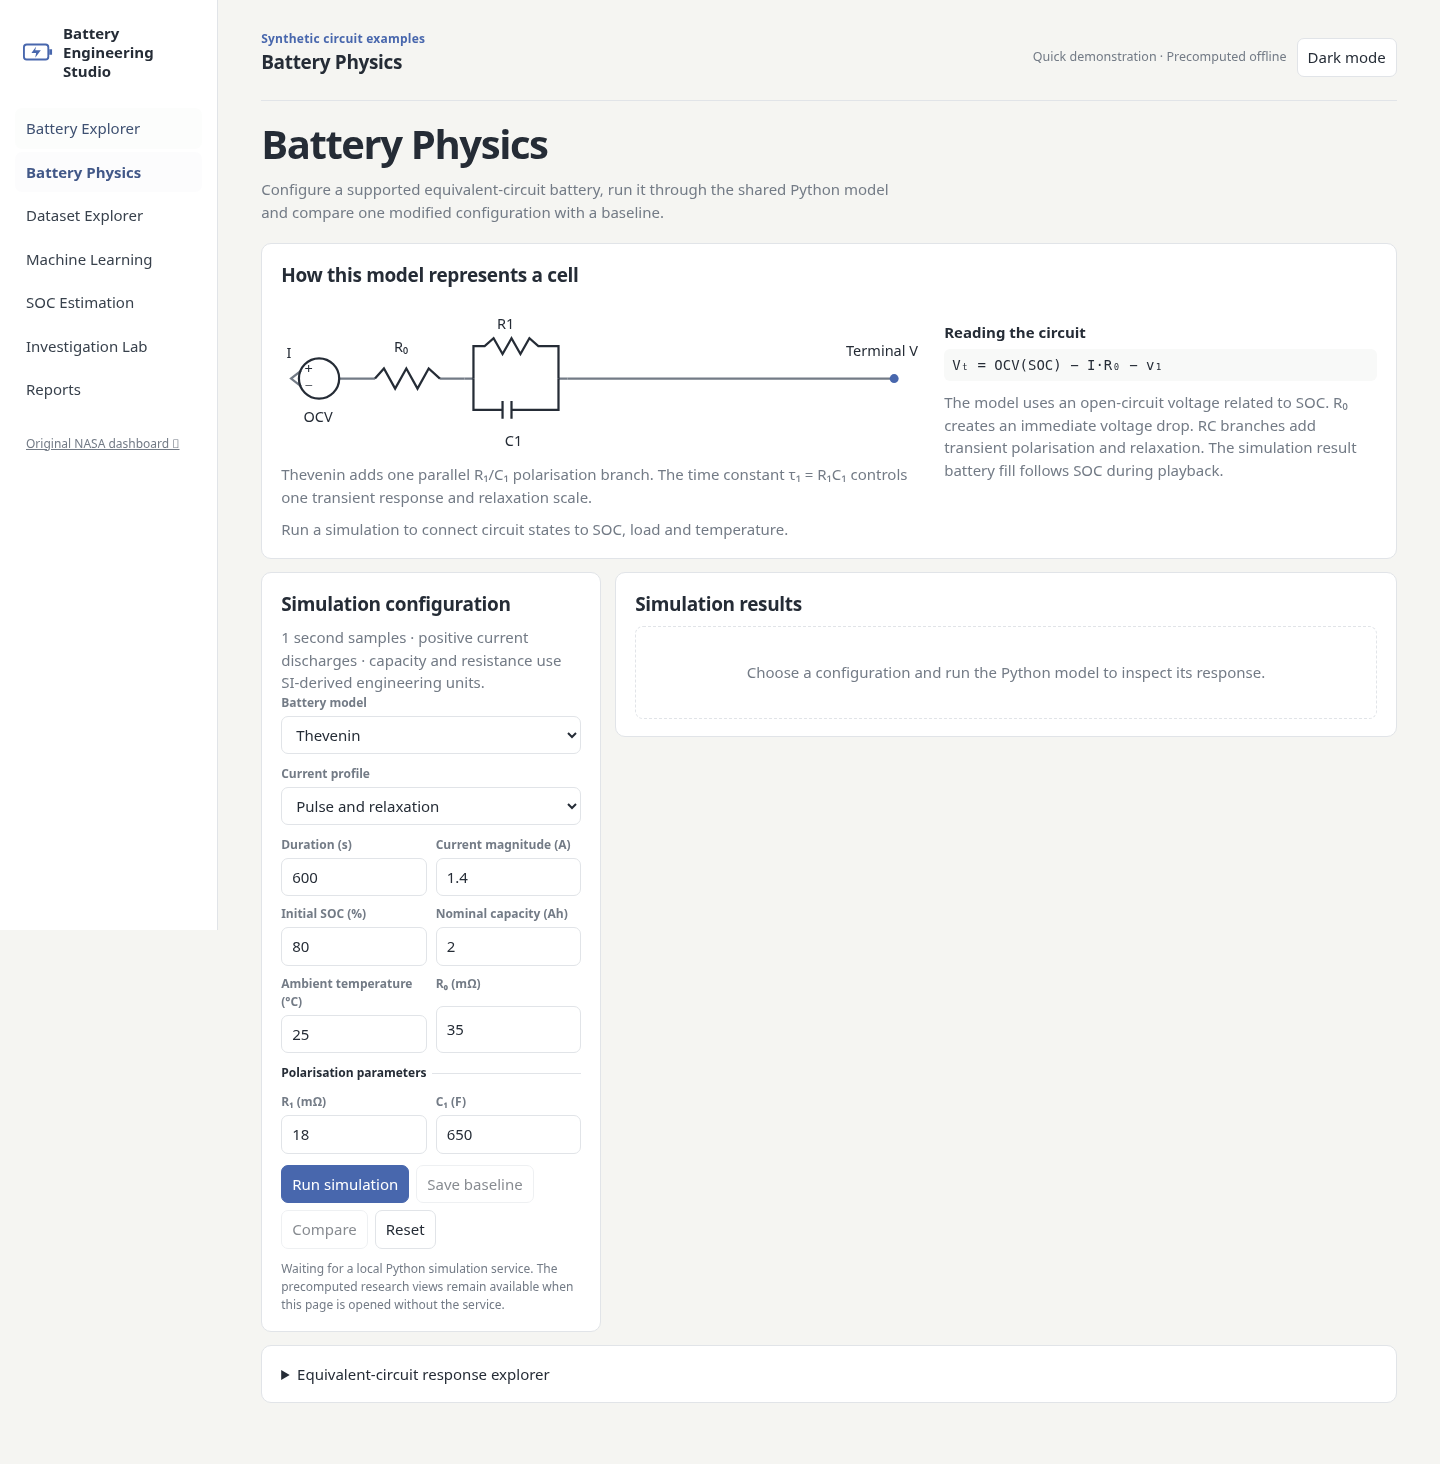 Battery
Engineering
Studio
Battery Explorer
Battery Physics
Dataset Explorer
Machine Learning
SOC Estimation
Investigation Lab
Reports
Original NASA dashboard
Synthetic circuit examples
Battery Physics
Quick demonstration · Precomputed offline
Dark mode
Battery Physics
Configure a supported equivalent-circuit battery, run it through the shared Python model
and compare one modified configuration with a baseline.
How this model represents a cell
I
+
−
OCV
R₀
R1
C1
Terminal V
Thevenin adds one parallel R₁/C₁ polarisation branch. The time constant τ₁ = R₁C₁ controls
one transient response and relaxation scale.
Run a simulation to connect circuit states to SOC, load and temperature.
Reading the circuit
Vₜ = OCV(SOC) − I·R₀ − v₁
The model uses an open-circuit voltage related to SOC. R₀
creates an immediate voltage drop. RC branches add
transient polarisation and relaxation. The simulation result
battery fill follows SOC during playback.
Simulation configuration
1 second samples · positive current
discharges · capacity and resistance use
SI-derived engineering units.
Battery model
Thevenin
Current profile
Pulse and relaxation
Duration (s) Current magnitude (A)
600 1.4
Initial SOC (%) Nominal capacity (Ah)
80 2
Ambient temperature
(°C)
R₀ (mΩ)
25 35
Polarisation parameters
R₁ (mΩ) C₁ (F)
18 650
Run simulation Save baseline
Compare Reset
Waiting for a local Python simulation service. The
precomputed research views remain available when
this page is opened without the service.
Simulation results
Choose a configuration and run the Python model to inspect its response.
Equivalent-circuit response explorer